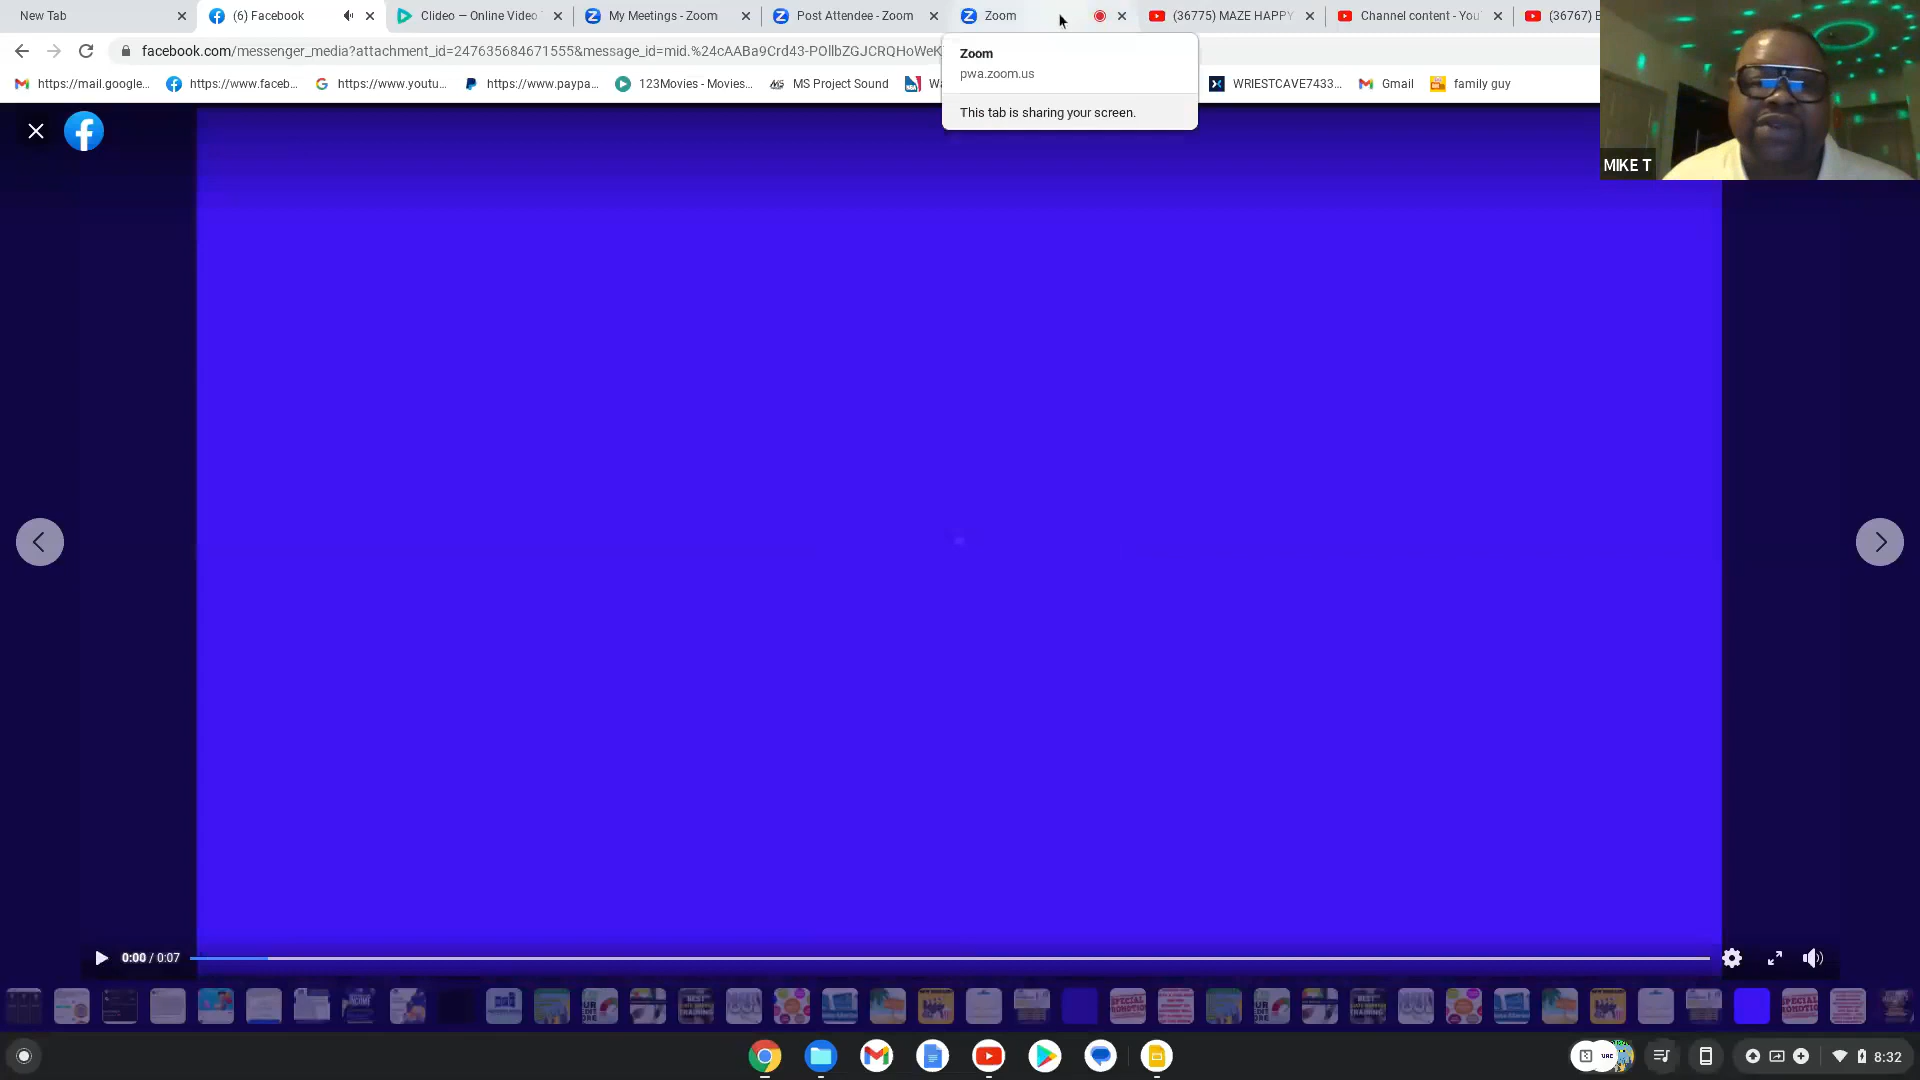 New Tab
(6) Facebook
Clideo — Online Video
My Meetings - Zoom
Post Attendee - Zoom
Zoom
(36775) MAZE HAPPY
Channel content - You
(36767)
facebook.com/messenger_media?attachment_id=247635684671555&message_id=mid.%24cAABa9Crd43-POllbZGJCRQHoWeK
Zoom
pwa.zoom.us
This tab is sharing your screen.
https://mail.google...
https://www.faceb...
https://www.youtu...
https://www.paypa...
123Movies - Movies...
MS Project Sound
WRIESTCAVE7433...
Gmail
family guy
MIKE T
0:00 / 0:07
8:32